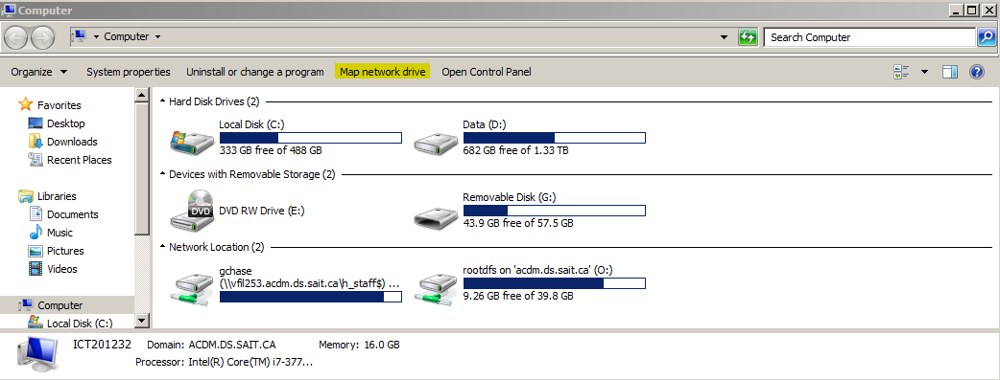 Computer
Computer
Search Computer
Organize System properties Uninstall or change a program Map network drive Open Control Panel
Favorites
Desktop
Downloads
Recent Places
Libraries
Documents
Music
Pictures
Videos
Computer
Local Disk (C:)
Hard Disk Drives (2)
Local Disk (C:)
333 GB free of 488 GB
Data (D:)
682 GB free of 1.33 TB
Devices with Removable Storage (2)
DVD
DVD RW Drive (E:)
Removable Disk (G:)
43.9 GB free of 57.5 GB
Network Location (2)
gchase
(\\vfil253.acdm.ds.sait.ca\h_staff$) ...
rootdfs on 'acdm.ds.sait.ca' (O:)
9.26 GB free of 39.8 GB
ICT201232 Domain: ACDM.DS.SAIT.CA Memory: 16.0 GB
Processor: Intel(R) Core(TM) i7-377...